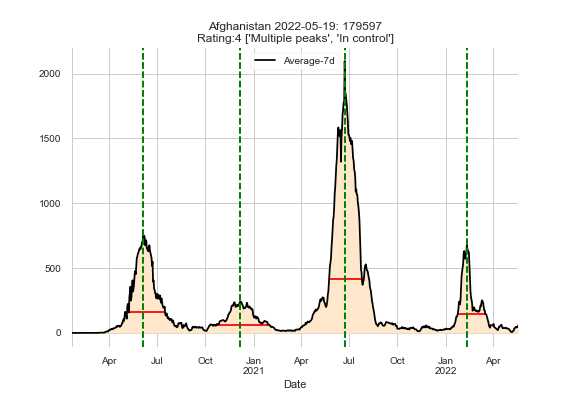 Afghanistan 2022-05-19: 179597
Rating:4 ['Multiple peaks', 'In control']
Average-7d
2000
1500
1000
500
0
Apr Jul Oct Jan Apr Jul Oct Jan Apr
2021 2022
Date